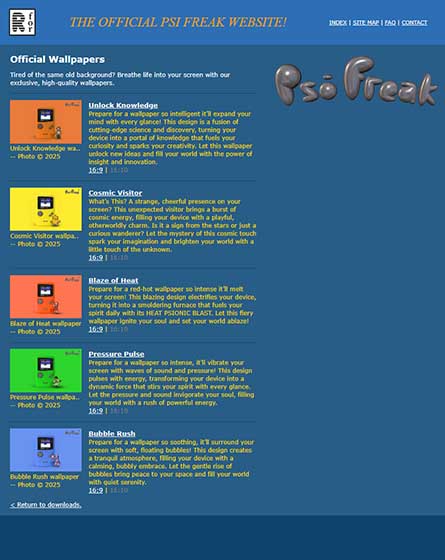 R
for
THE OFFICIAL PSI FREAK WEBSITE!
INDEX | SITE MAP | FAQ | CONTACT
Official Wallpapers
Tired of the same old background? Breathe life into your screen with our
exclusive, high-quality wallpapers.
Psi Freak
Unlock Knowledge
Prepare for a wallpaper so intelligent it'll expand your
mind with every glance! This design is a fusion of
cutting-edge science and discovery, turning your
device into a portal of knowledge that fuels your
curiosity and sparks your creativity. Let this wallpaper
unlock new ideas and fill your world with the power of
insight and innovation.
16:9 | 16:10
Unlock Knowledge wa..
-- Photo © 2025
Cosmic Visitor
What's This? A strange, cheerful presence on your
screen? This unexpected visitor brings a burst of
cosmic energy, filling your device with a playful,
otherworldly charm. Is it a sign from the stars or just a
curious wanderer? Let the mystery of this cosmic touch
spark your imagination and brighten your world with a
little touch of the unknown.
16:9 | 16:10
Cosmic Visitor wallpa..
-- Photo © 2025
Blaze of Heat
Prepare for a red-hot wallpaper so intense it'll melt
your screen! This blazing design electrifies your device,
turning it into a smoldering furnace that fuels your
spirit daily with its HEAT PSIONIC BLAST. Let this fiery
wallpaper ignite your soul and set your world ablaze!
16:9 | 16:10
Blaze of Heat wallpaper
-- Photo © 2025
Pressure Pulse
Prepare for a wallpaper so intense, it'll vibrate your
screen with waves of sound and pressure! This design
pulses with energy, transforming your device into a
dynamic force that stirs your spirit with every glance.
Let the pressure and sound invigorate your soul, filling
your world with a rush of powerful energy.
16:9 | 16:10
Pressure Pulse wallpa..
-- Photo © 2025
Bubble Rush
Prepare for a wallpaper so soothing, it'll surround your
screen with soft, floating bubbles! This design creates
a tranquil atmosphere, filling your device with a
calming, bubbly embrace. Let the gentle rise of
bubbles bring peace to your space and fill your world
with quiet serenity.
16:9 | 16:10
Bubble Rush wallpaper
-- Photo © 2025
< Return to downloads.